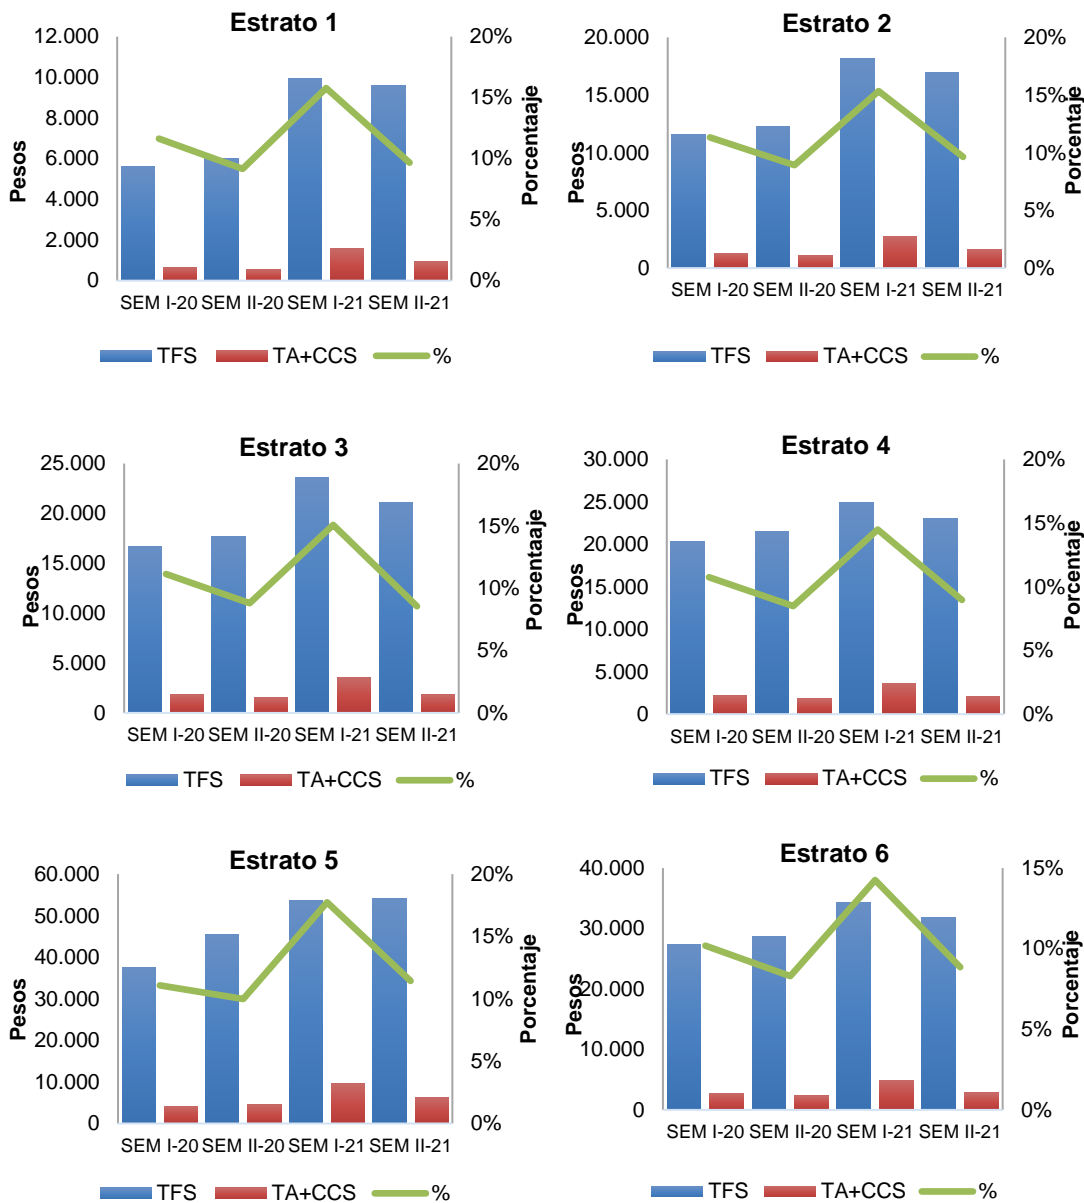 Estrato 1
12.000
10.000
8.000
6.000
4.000
2.000
0
Pesos
20%
15%
10%
5%
0%
Porcentaaje
SEM I-20 SEM II-20 SEM I-21 SEM II-21
TFS TA+CCS %
Estrato 2
20.000
15.000
10.000
5.000
0
Pesos
20%
15%
10%
5%
0%
Porcentaje
SEM I-20 SEM II-20 SEM I-21 SEM II-21
TFS TA+CCS %
Estrato 3
25.000
20.000
15.000
10.000
5.000
0
Pesos
20%
15%
10%
5%
0%
Porcentaaje
SEM I-20 SEM II-20 SEM I-21 SEM II-21
TFS TA+CCS %
Estrato 4
30.000
25.000
20.000
15.000
10.000
5.000
0
Pesos
20%
15%
10%
5%
0%
Porcentaje
SEM I-20 SEM II-20 SEM I-21 SEM II-21
TFS TA+CCS %
Estrato 5
60.000
50.000
40.000
30.000
20.000
10.000
0
Pesos
20%
15%
10%
5%
0%
Porcentaje
SEM I-20 SEM II-20 SEM I-21 SEM II-21
TFS TA+CCS %
Estrato 6
40.000
30.000
20.000
10.000
0
Pesos
15%
10%
5%
0%
Porcentaje
SEM I-20 SEM II-20 SEM I-21 SEM II-21
TFS TA+CCS %